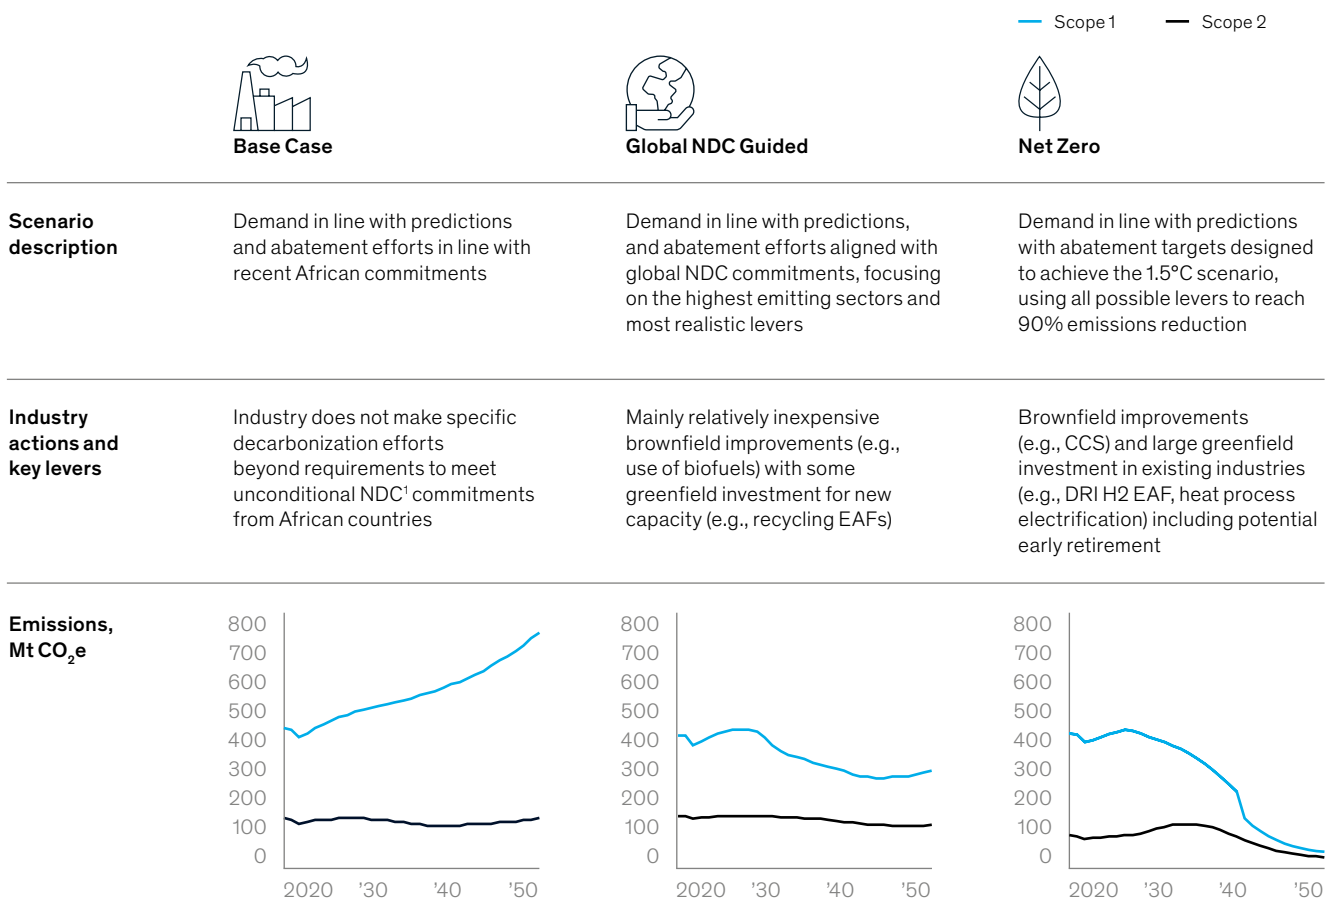 Scope 1
Scope 2
Base Case
Global NDC Guided
Net Zero
Scenario
description
Demand in line with predictions
and abatement efforts in line with
recent African commitments
Demand in line with predictions,
and abatement efforts aligned with
global NDC commitments, focusing
on the highest emitting sectors and
most realistic levers
Demand in line with predictions
with abatement targets designed
to achieve the 1.5°C scenario,
using all possible levers to reach
90% emissions reduction
Industry
actions and
key levers
Industry does not make specific
decarbonization efforts
beyond requirements to meet
unconditional NDC¹ commitments
from African countries
Mainly relatively inexpensive
brownfield improvements (e.g.,
use of biofuels) with some
greenfield investment for new
capacity (e.g., recycling EAFs)
Brownfield improvements
(e.g., CCS) and large greenfield
investment in existing industries
(e.g., DRI H2 EAF, heat process
electrification) including potential
early retirement
Emissions,
Mt CO₂e
800
700
600
500
400
300
200
100
0
2020 ’30 ’40 ’50
800
700
600
500
400
300
200
100
0
2020 ’30 ’40 ’50
800
700
600
500
400
300
200
100
0
2020 ’30 ’40 ’50